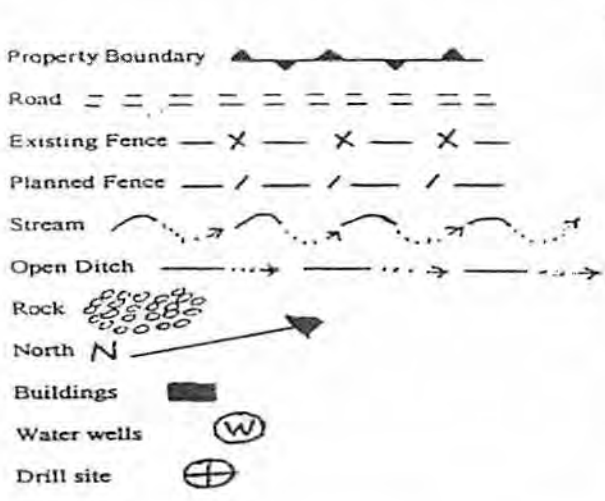 Property Boundary
Road
Existing Fence
Planned Fence
Stream
Open Ditch
Rock
North N
Buildings
Water wells W
Drill site